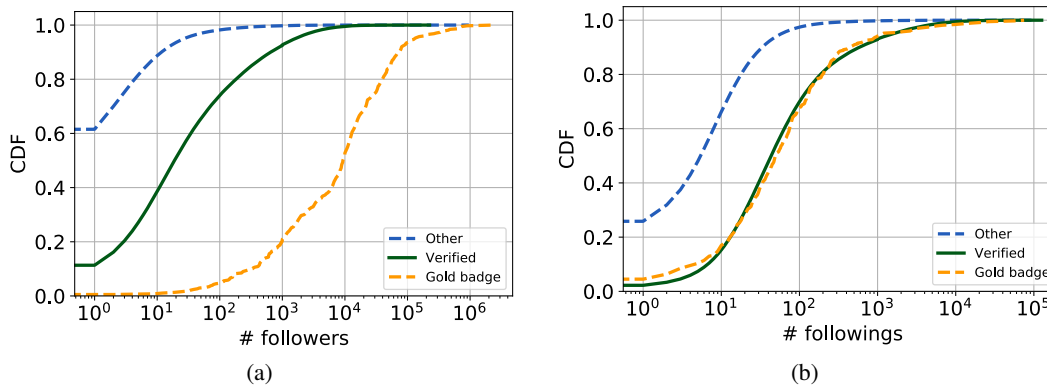 CDF
1.0
0.8
0.6
0.4
0.2
0.0
Other
Verified
Gold badge
10^0 10^1 10^2 10^3 10^4 10^5 10^6
# followers
(a)
CDF
1.0
0.8
0.6
0.4
0.2
0.0
Other
Verified
Gold badge
10^0 10^1 10^2 10^3 10^4 10^5
# followings
(b)